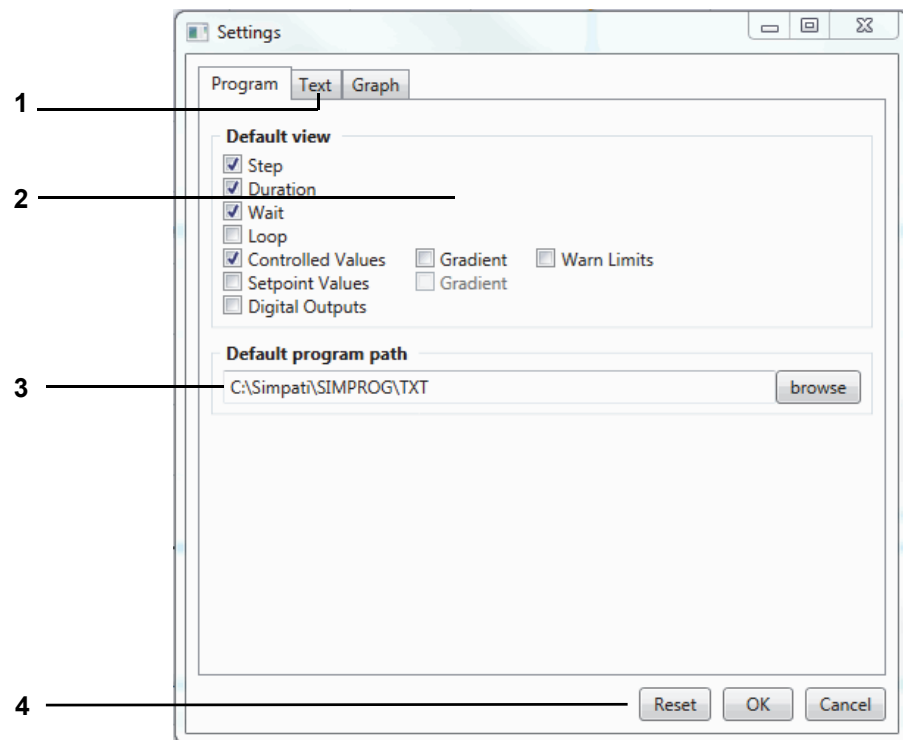 Settings
Program Text Graph
1
Default view
Step
2
Duration
Wait
Loop
Controlled Values Gradient Warn Limits
Setpoint Values Gradient
Digital Outputs
Default program path
3
C:\Simpati\SIMPROG\TXT browse
4
Reset OK Cancel